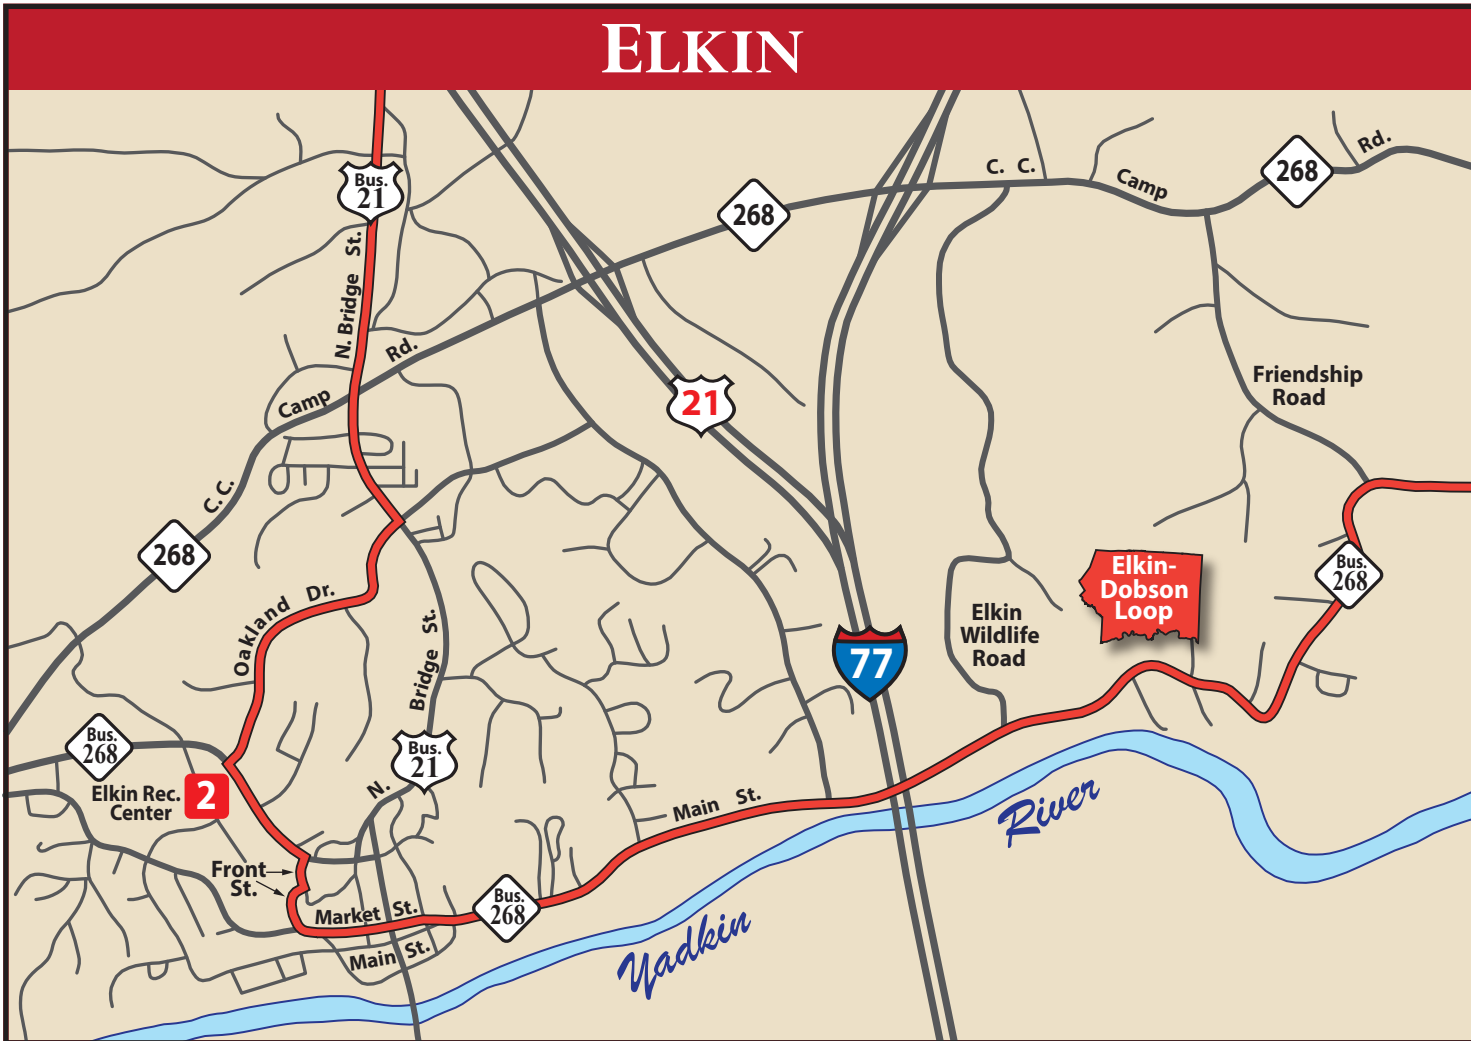 ELKIN
Bus.
21
N. Bridge St.
C. C. Camp Rd.
268
268
21
Camp Rd.
C. C.
268
Friendship
Road
Bus.
268
Elkin-
Dobson
Loop
Elkin
Wildlife
Road
77
Oakland Dr.
N. Bridge St.
Bus.
21
Bus.
268
Elkin Rec.
Center
2
Front
St.
Market St.
Main St.
Bus.
268
Main St.
Yadkin River